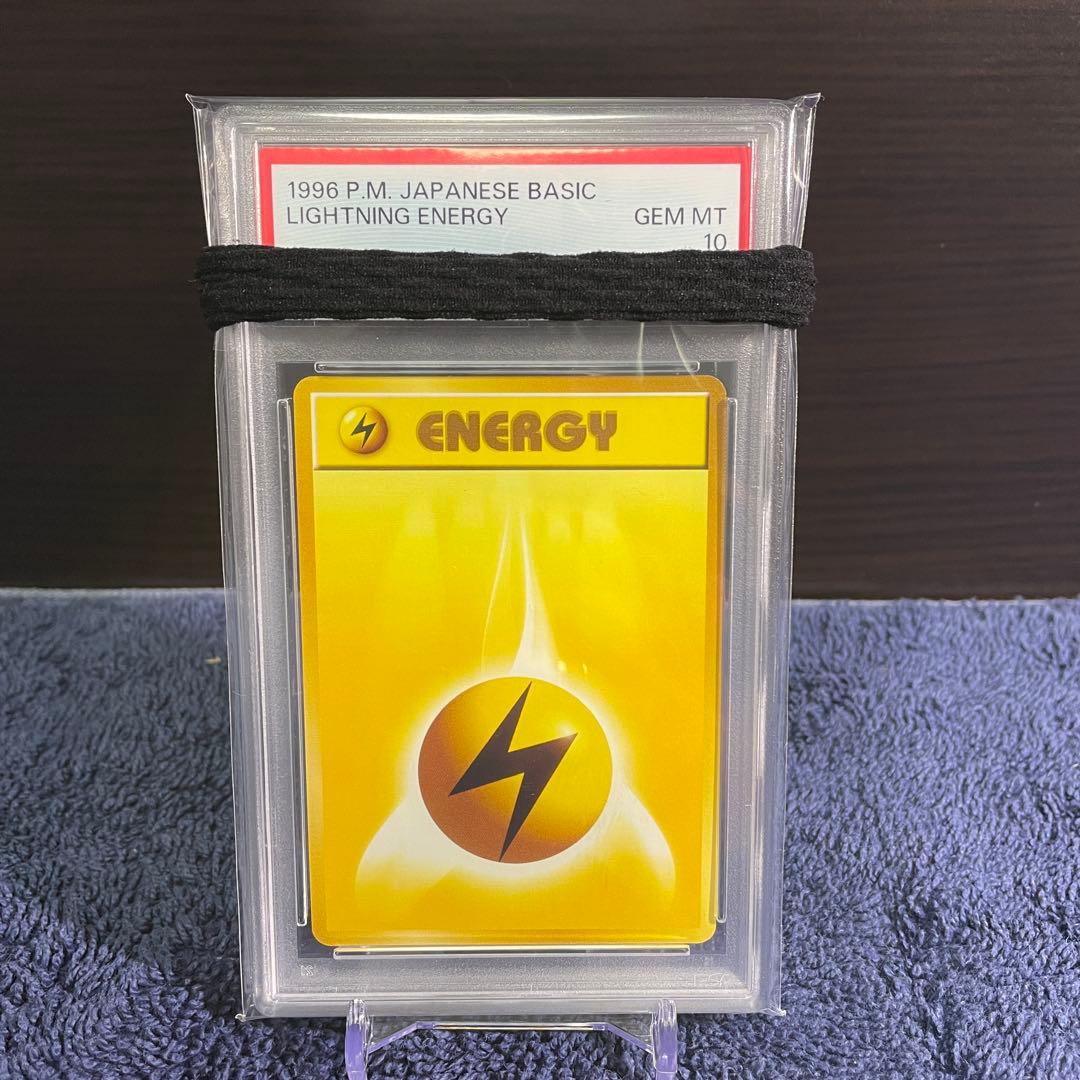 1996 P.M. JAPANESE BASIC
LIGHTNING ENERGY GEM MT
10
ENERGY